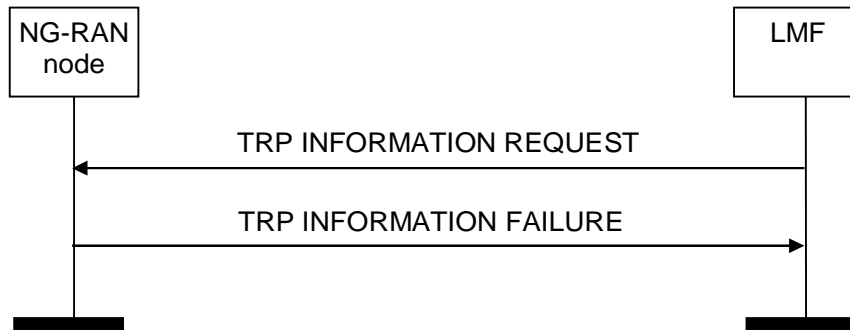 NG-RAN
node
LMF
TRP INFORMATION REQUEST
TRP INFORMATION FAILURE